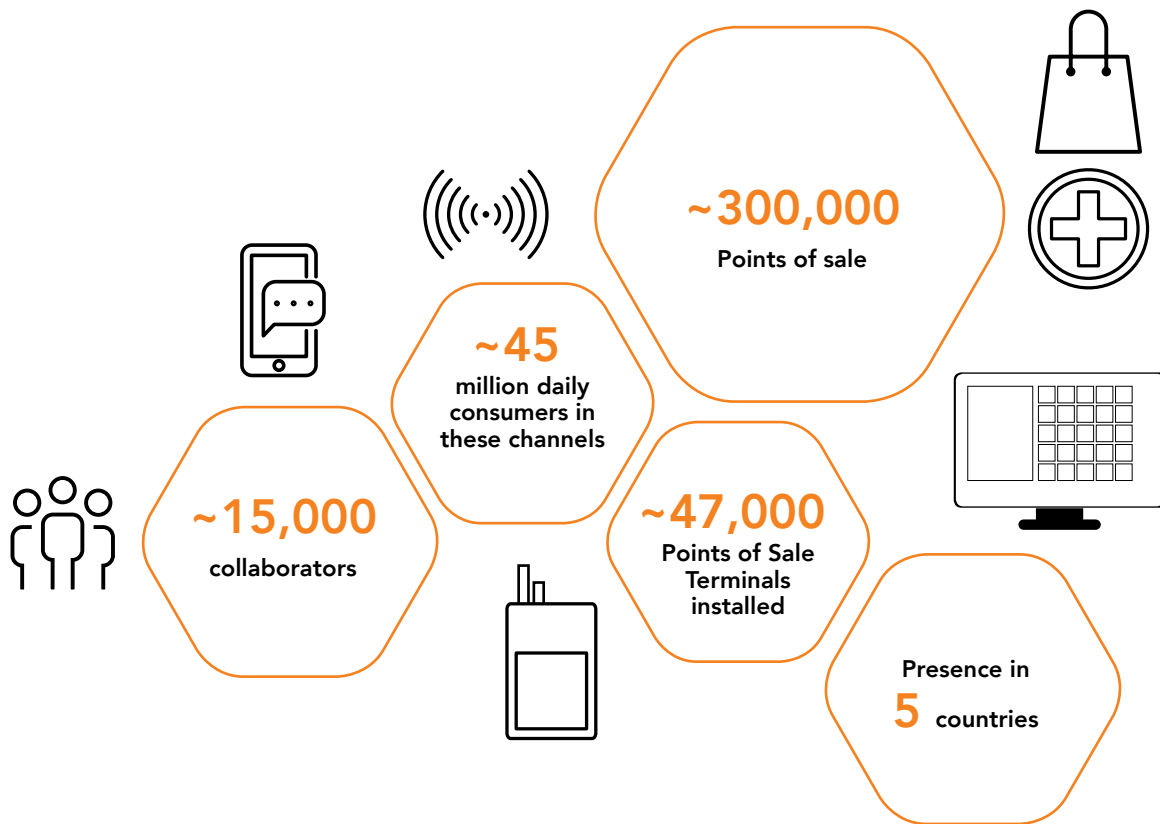 ~300,000
Points of sale
~45
million daily
consumers in
these channels
~15,000
collaborators
~47,000
Points of Sale
Terminals
installed
Presence in
5 countries